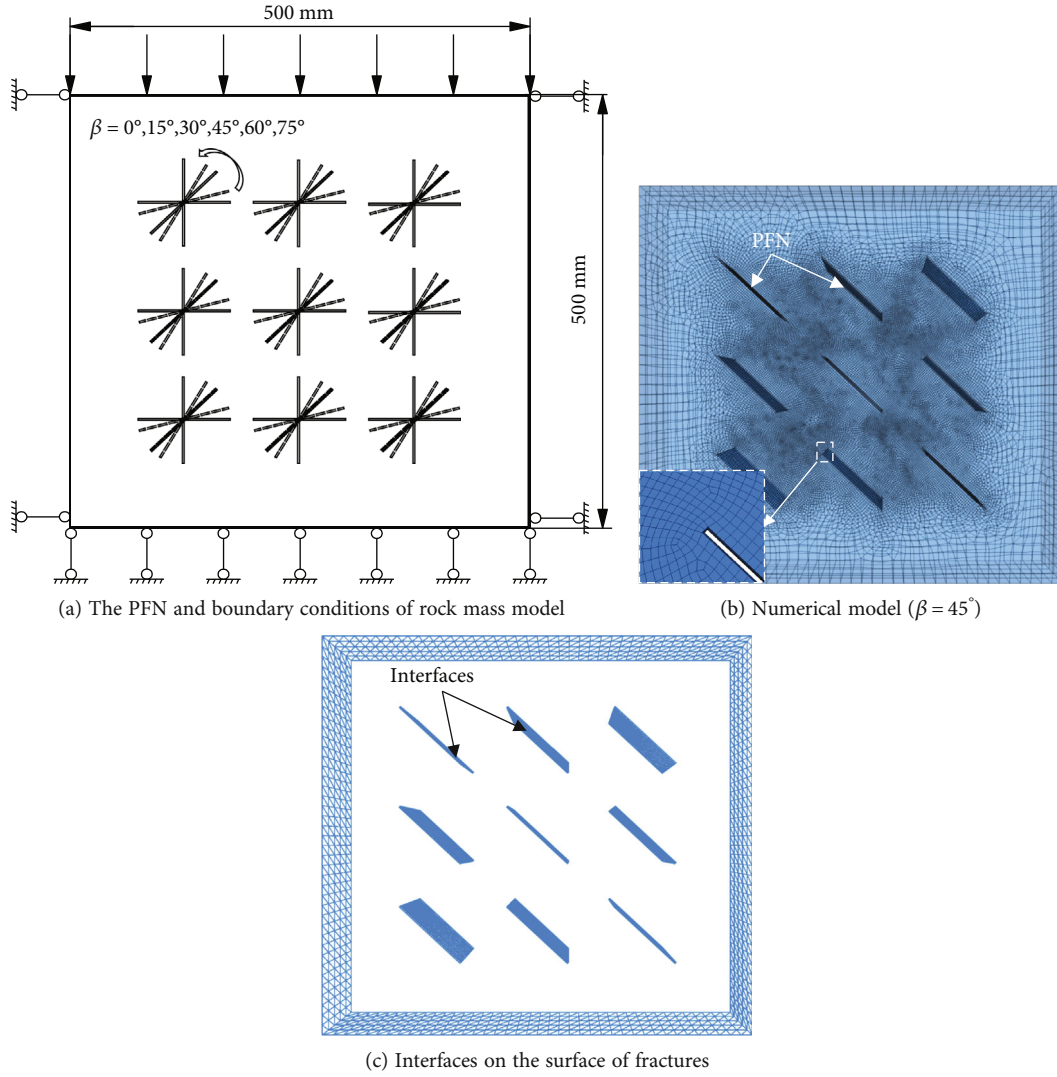 500 mm
β = 0°,15°,30°,45°,60°,75°
500 mm
(a) The PFN and boundary conditions of rock mass model
PFN
(b) Numerical model (β = 45°)
Interfaces
(c) Interfaces on the surface of fractures